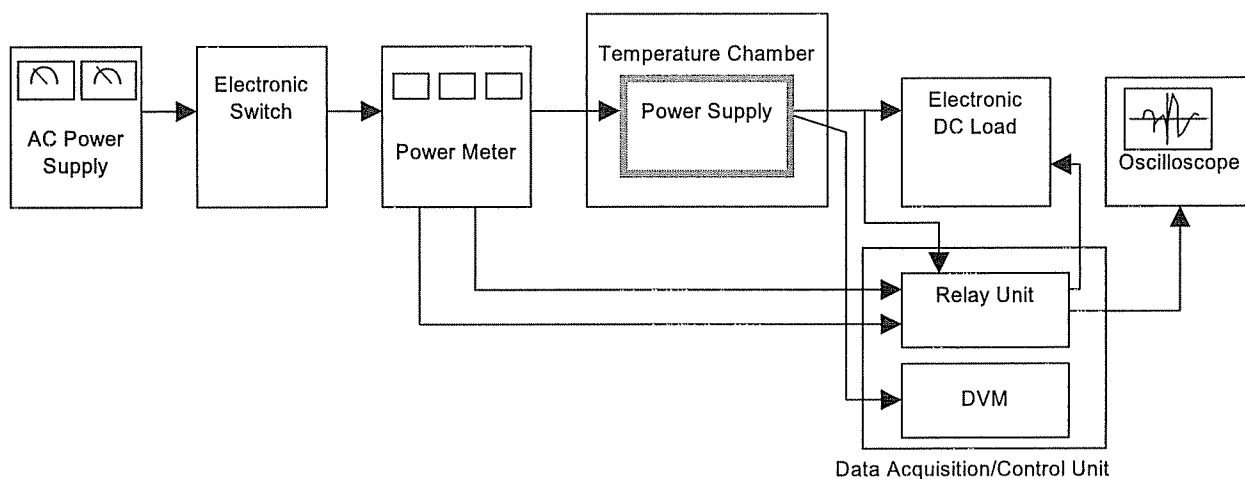 AC Power
Supply
Electronic
Switch
Power Meter
Temperature Chamber
Power Supply
Electronic
DC Load
Oscilloscope
Relay Unit
DVM
Data Acquisition/Control Unit